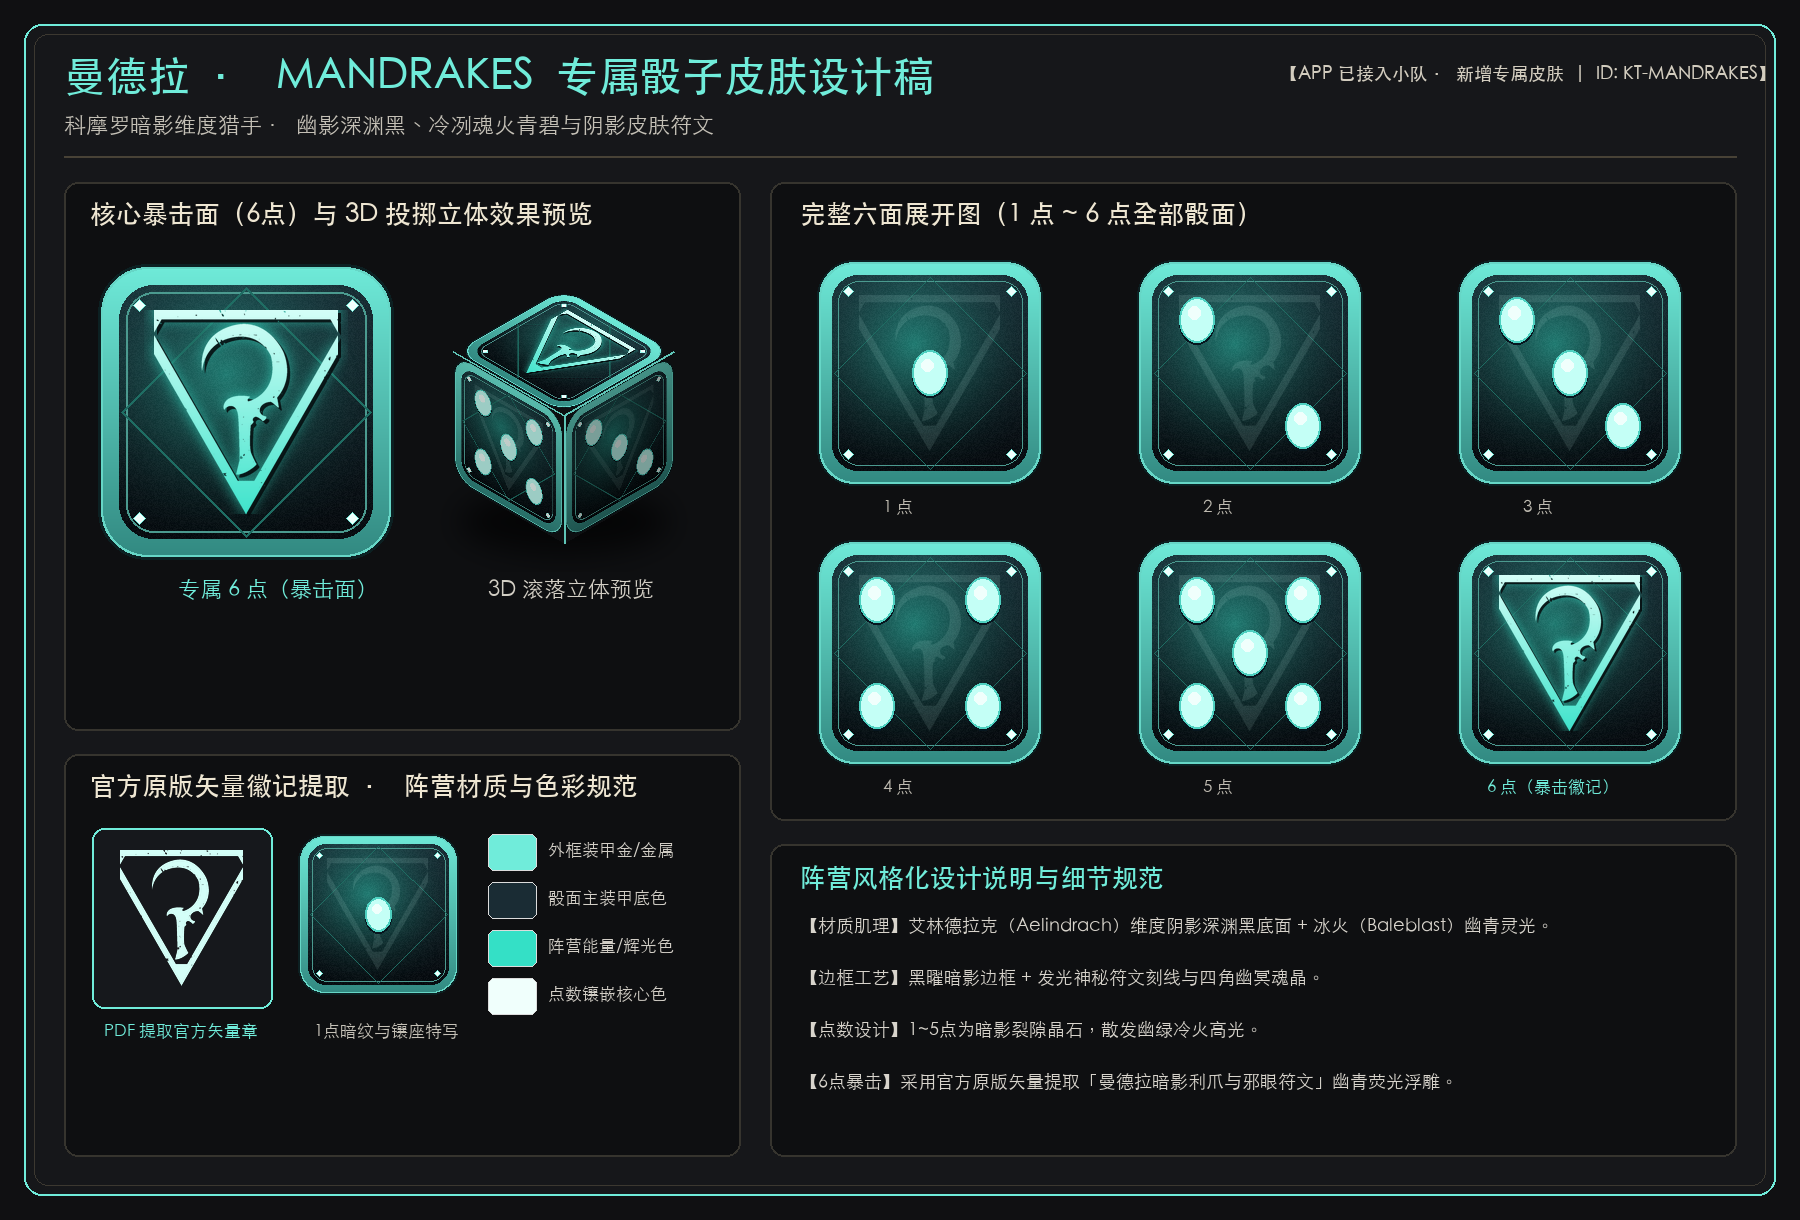 曼德拉 · MANDRAKES 专属骰子皮肤设计稿
【APP 已接入小队 · 新增专属皮肤 | ID: KT-MANDRAKES】
科摩罗暗影维度猎手 · 幽影深渊黑、冷冽魂火青碧与阴影皮肤符文
核心暴击面（6点）与 3D 投掷立体效果预览
专属 6 点（暴击面）
3D 滚落立体预览
完整六面展开图（1 点 ~ 6 点全部骰面）
1 点
2 点
3 点
4 点
5 点
6 点（暴击徽记）
官方原版矢量徽记提取 · 阵营材质与色彩规范
外框装甲金/金属
骰面主装甲底色
阵营能量/辉光色
点数镶嵌核心色
PDF 提取官方矢量章
1点暗纹与镶座特写
阵营风格化设计说明与细节规范
【材质肌理】艾林德拉克（Aelindrach）维度阴影深渊黑底面 + 冰火（Baleblast）幽青灵光。
【边框工艺】黑曜暗影边框 + 发光神秘符文刻线与四角幽冥魂晶。
【点数设计】1~5点为暗影裂隙晶石，散发幽绿冷火高光。
【6点暴击】采用官方原版矢量提取「曼德拉暗影利爪与邪眼符文」幽青荧光浮雕。